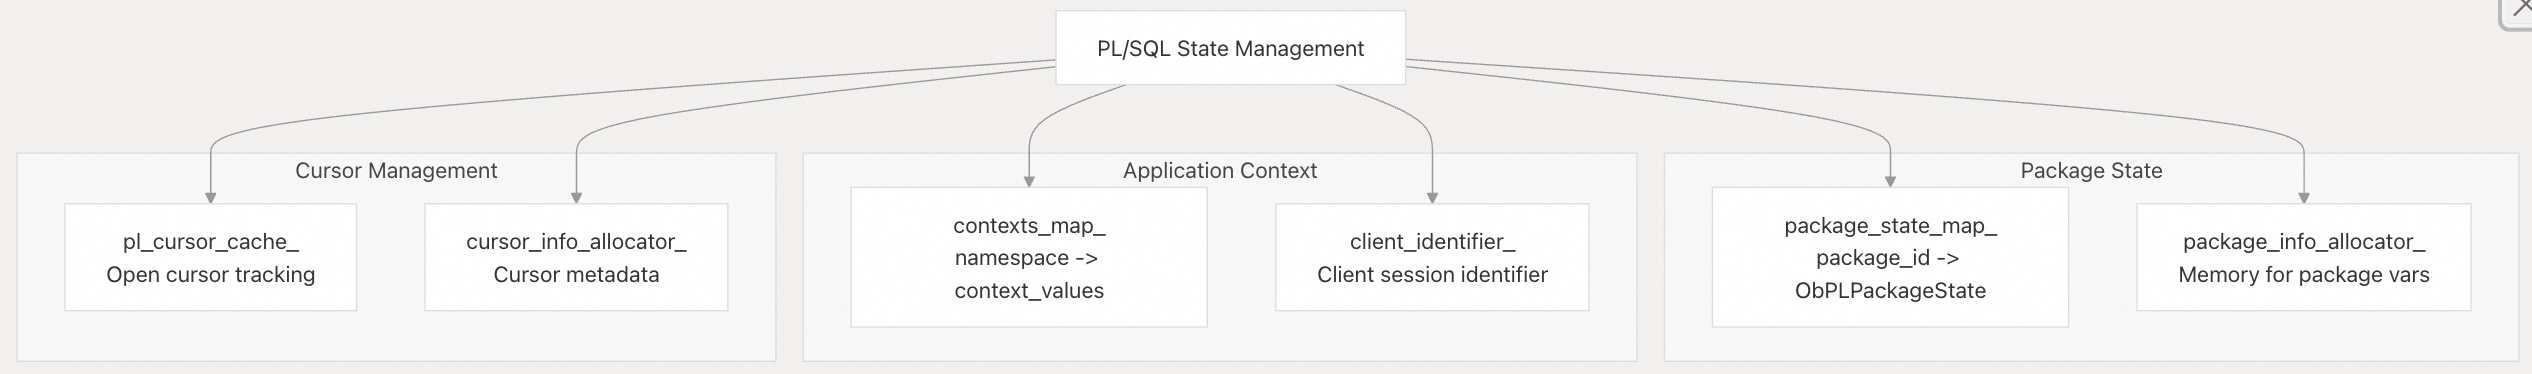 PL/SQL State Management
Cursor Management
pl_cursor_cache_
Open cursor tracking
cursor_info_allocator_
Cursor metadata
Application Context
contexts_map_
namespace ->
context_values
client_identifier_
Client session identifier
Package State
package_state_map_
package_id ->
ObPLPackageState
package_info_allocator_
Memory for package vars